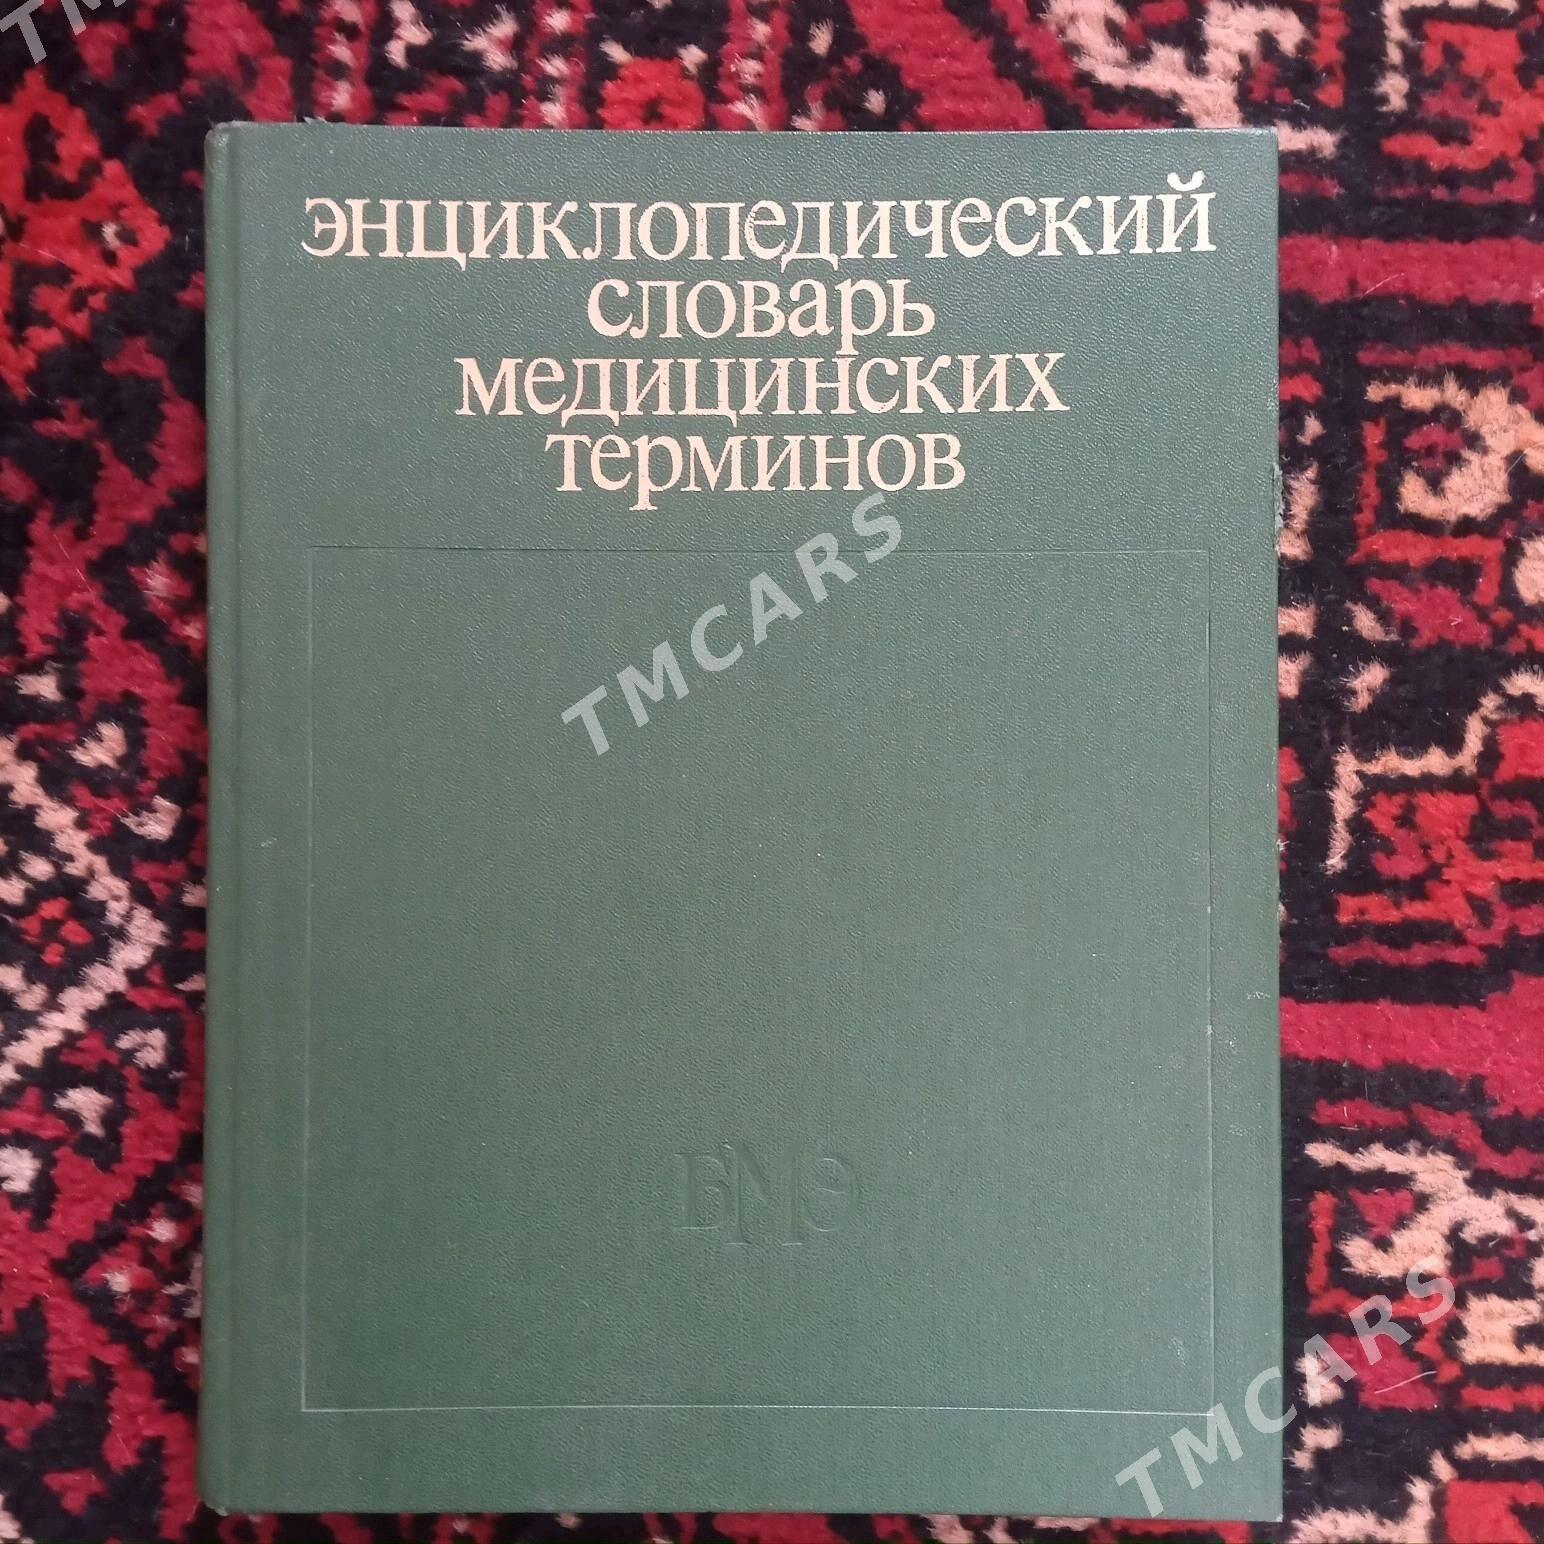 энциклопедический
словарь
медицинских
терминов
TMCARS
БМЭ
TMCARS